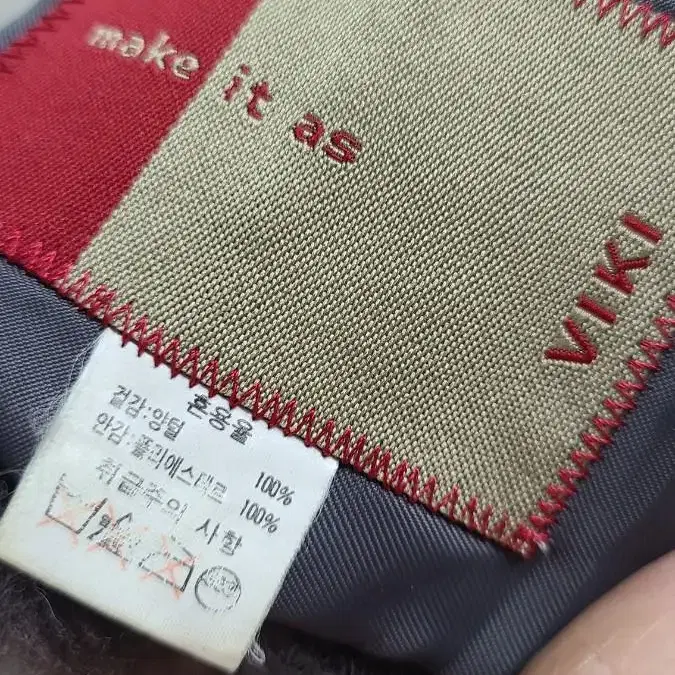 make it as
VIKI
혼용율
겉감:양털 100%
안감:폴리에스테르 100%
취급주의 사항